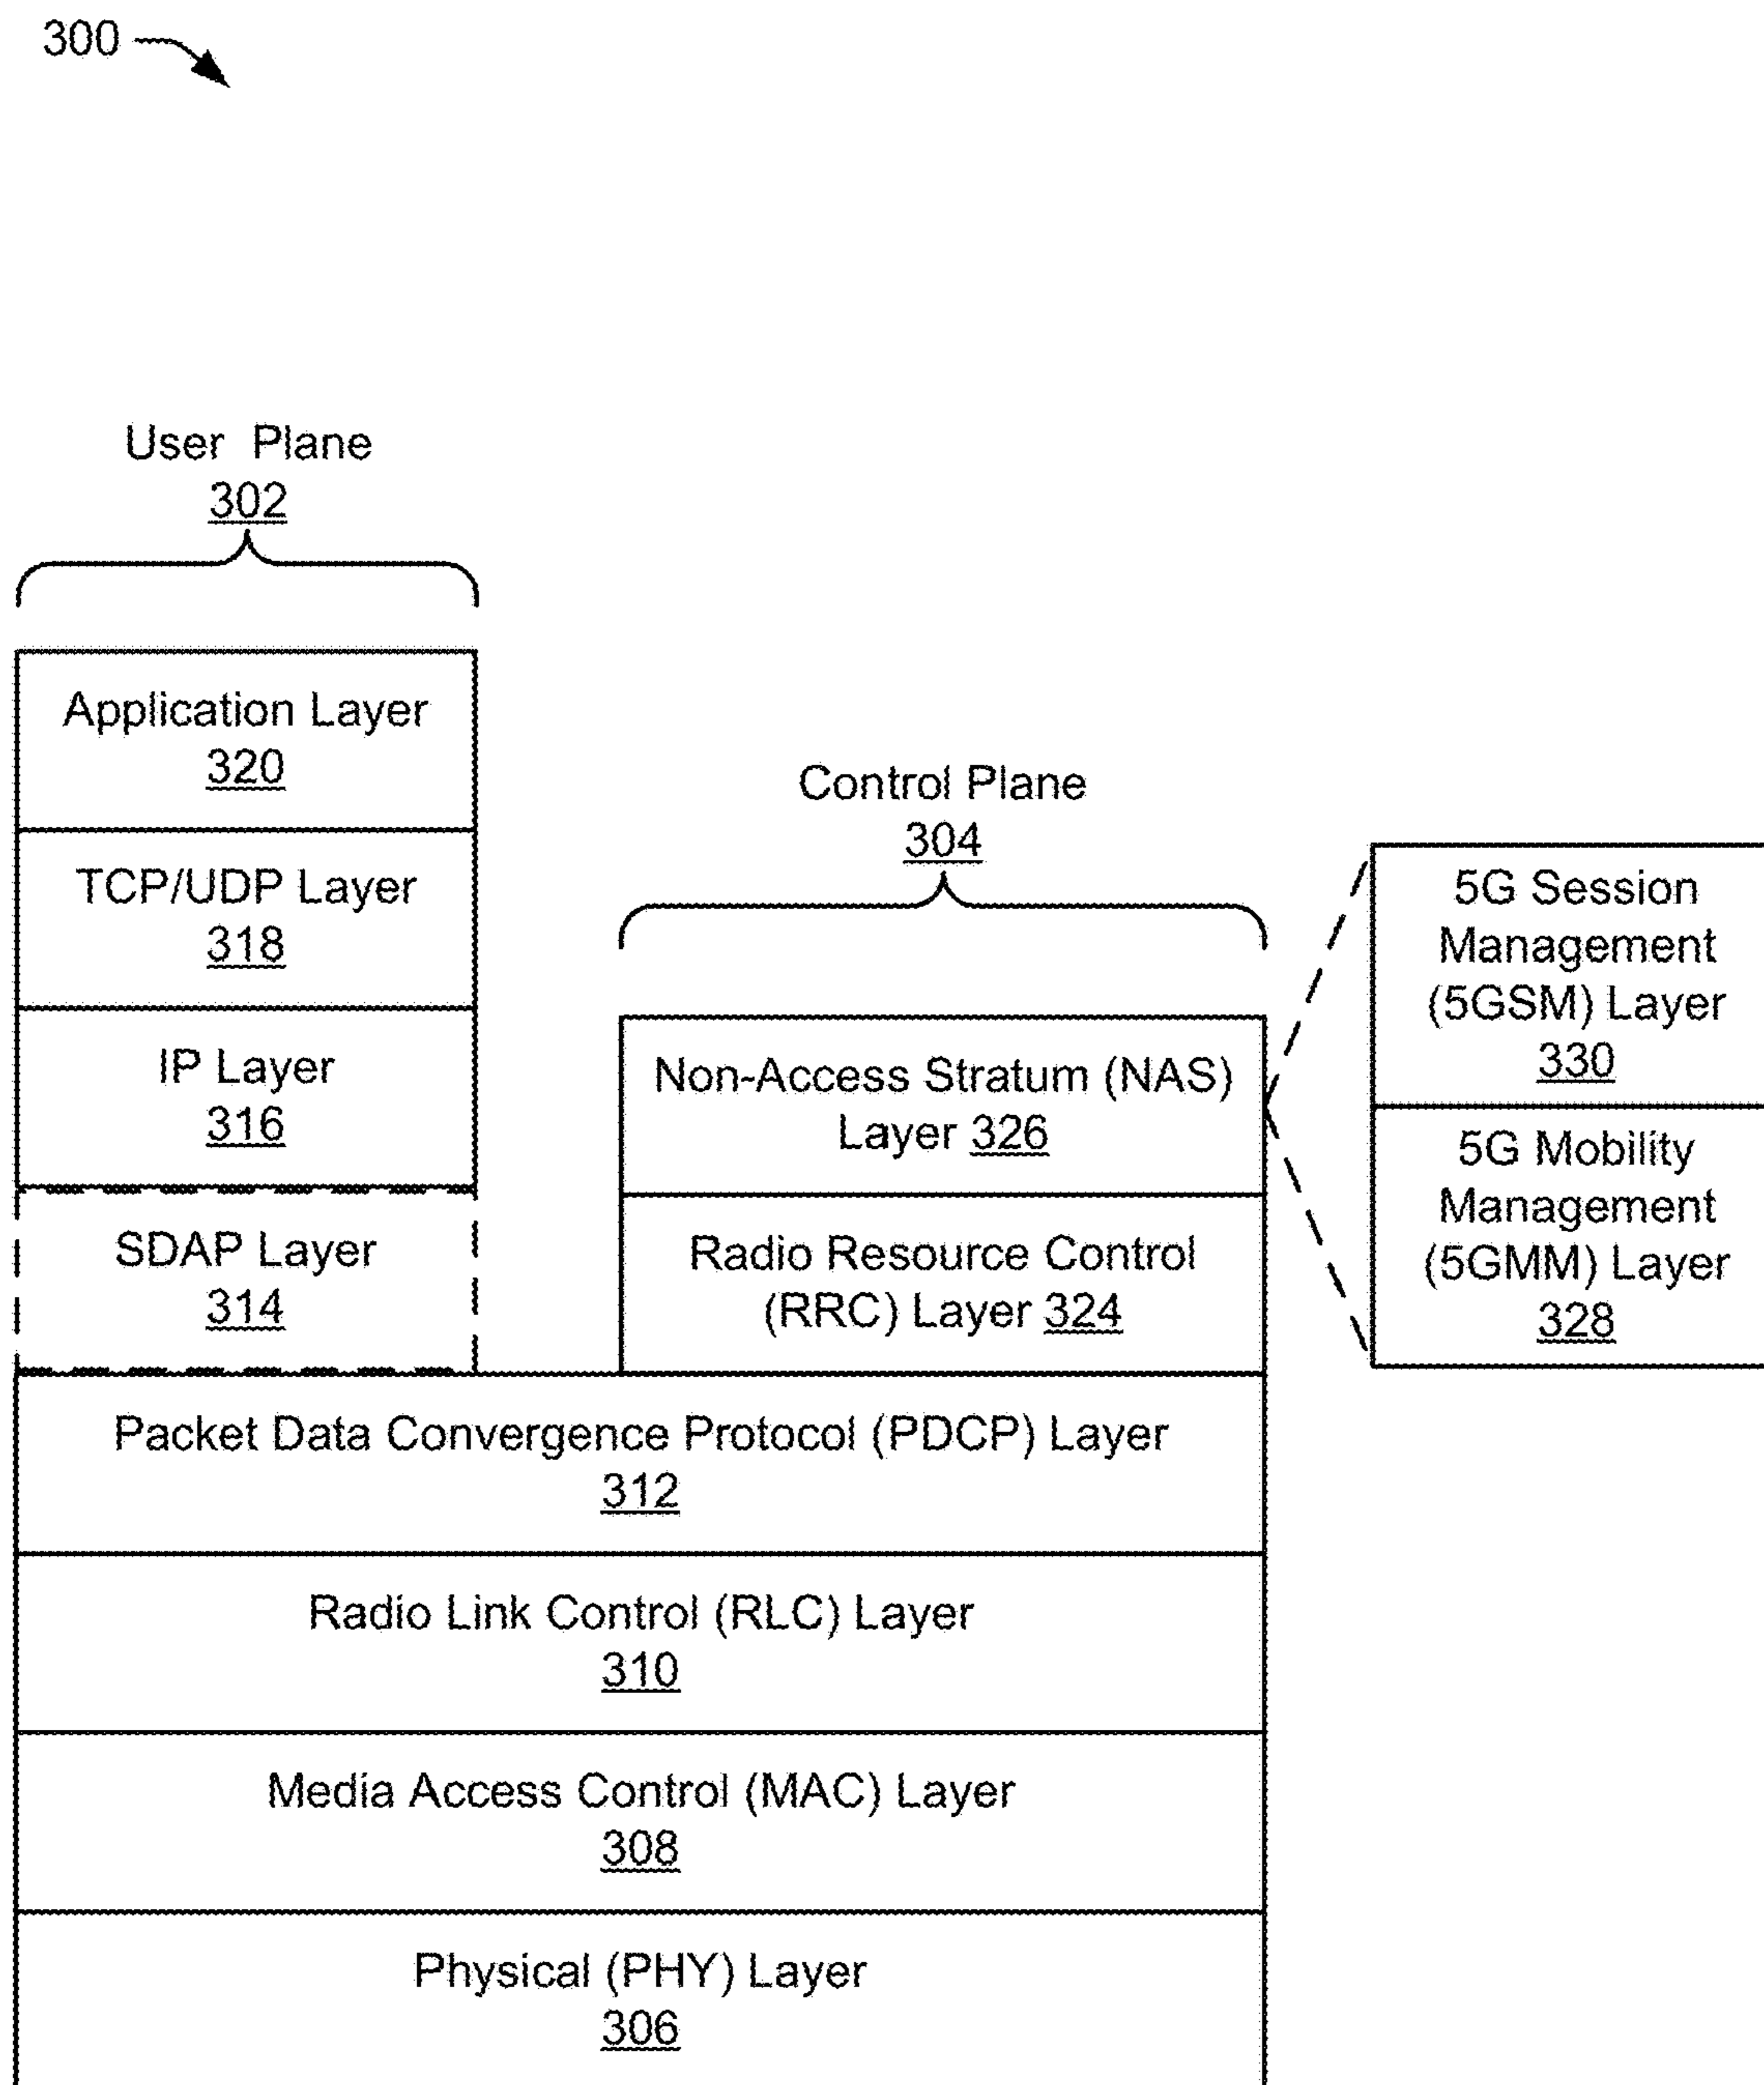 300
User Plane
302
Application Layer
320
TCP/UDP Layer
318
IP Layer
316
SDAP Layer
314
Control Plane
304
Non-Access Stratum (NAS)
Layer 326
Radio Resource Control
(RRC) Layer 324
5G Session
Management
(5GSM) Layer
330
5G Mobility
Management
(5GMM) Layer
328
Packet Data Convergence Protocol (PDCP) Layer
312
Radio Link Control (RLC) Layer
310
Media Access Control (MAC) Layer
308
Physical (PHY) Layer
306